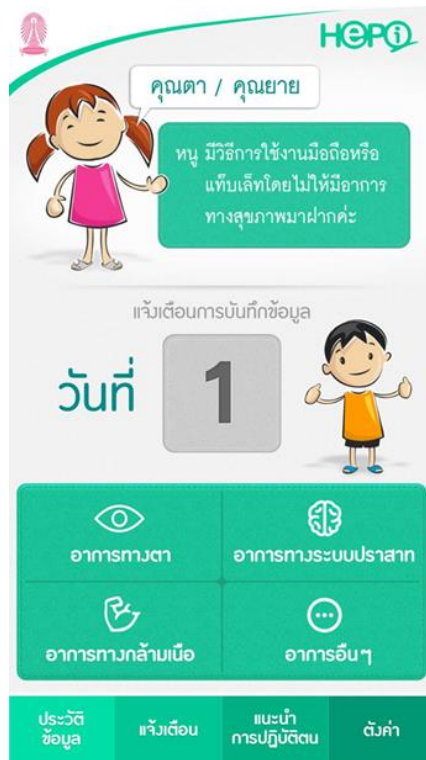 HePi
คุณตา / คุณยาย
หนู มีวิธีการใช้งานมือถือหรือ
แท็บเล็ทโดยไม่ให้มีอาการ
ทางสุขภาพมาฝากค่ะ
แจ้งเตือนการบันทึกข้อมูล
วันที่ 1
อาการทางตา
อาการทางระบบประสาท
อาการทางกล้ามเนื้อ
อาการอื่นๆ
ประวัติ
ข้อมูล
แจ้งเตือน
แนะนำ
การปฏิบัติตน
ตั้งค่า